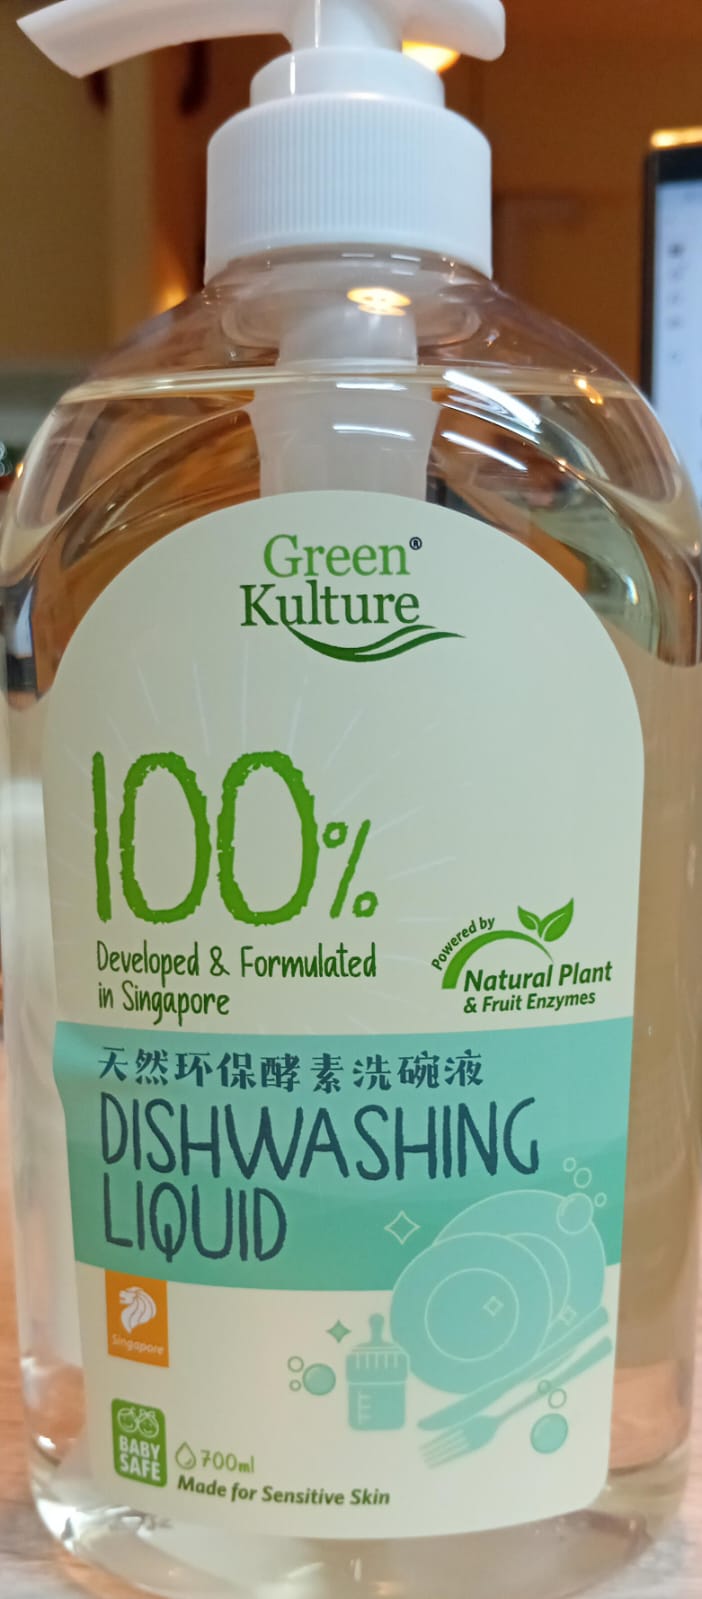 Green®
Kulture
100%
Developed & Formulated
in Singapore
Powered by
Natural Plant
& Fruit Enzymes
天然环保酵素洗碗液
DISHWASHING
LIQUID
Singapore
BABY
SAFE
700ml
Made for Sensitive Skin